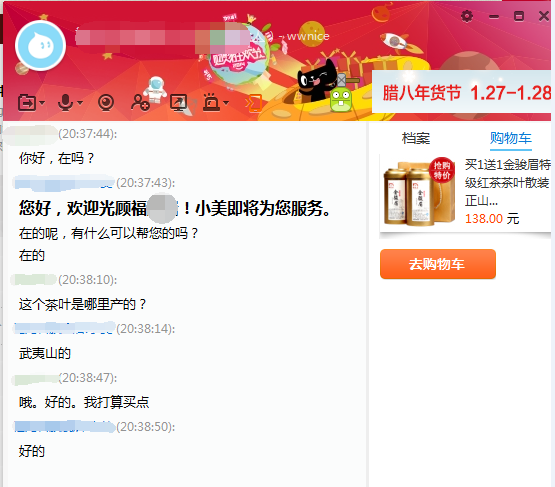 wwnice
腊八年货节 1.27-1.28
(20:37:44):
你好，在吗？
(20:37:43):
您好，欢迎光顾福 ！小美即将为您服务。
在的呢，有什么可以帮您的吗？
在的
(20:38:10):
这个茶叶是哪里产的？
(20:38:14):
武夷山的
(20:38:47):
哦。好的。我打算买点
(20:38:50):
好的
档案 购物车
抢购
特价
金骏眉
买1送1金骏眉特
级红茶茶叶散装
正山...
138.00 元
去购物车